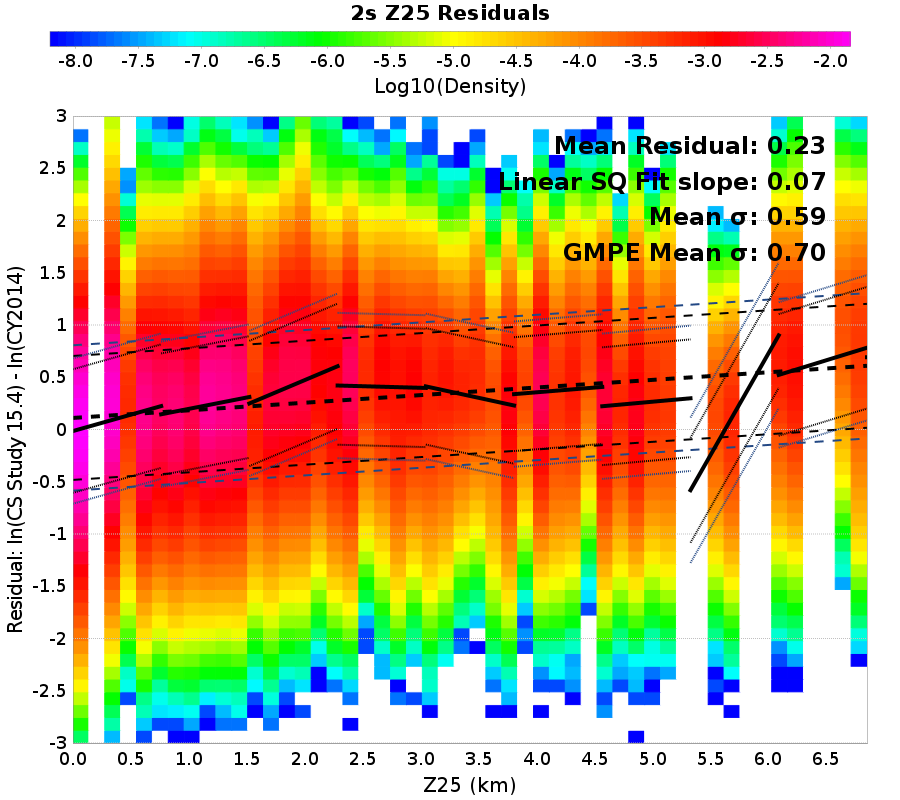 2s Z25 Residuals
-8.0 -7.5 -7.0 -6.5 -6.0 -5.5 -5.0 -4.5 -4.0 -3.5 -3.0 -2.5 -2.0
Log10(Density)
Mean Residual: 0.23
Linear SQ Fit slope: 0.07
Mean σ: 0.59
GMPE Mean σ: 0.70
Residual: ln(CS Study 15.4) - ln(CY2014)
3
2.5
2
1.5
1
0.5
0
-0.5
-1
-1.5
-2
-2.5
-3
0.0 0.5 1.0 1.5 2.0 2.5 3.0 3.5 4.0 4.5 5.0 5.5 6.0 6.5
Z25 (km)